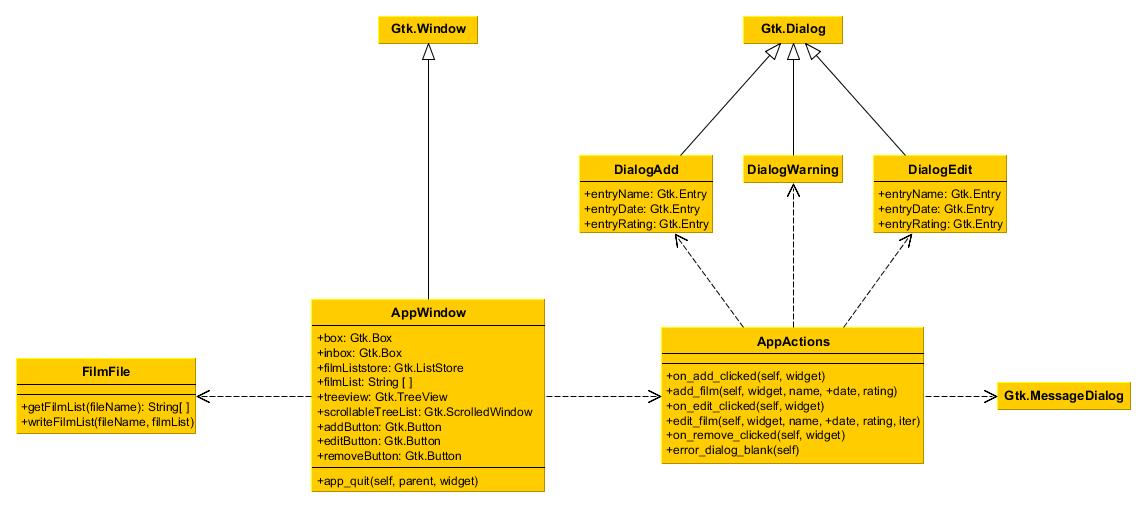 Gtk.Window
Gtk.Dialog
DialogAdd
+entryName: Gtk.Entry
+entryDate: Gtk.Entry
+entryRating: Gtk.Entry
DialogWarning
DialogEdit
+entryName: Gtk.Entry
+entryDate: Gtk.Entry
+entryRating: Gtk.Entry
FilmFile
+getFilmList(fileName): String[ ]
+writeFilmList(fileName, filmList)
AppWindow
+box: Gtk.Box
+inbox: Gtk.Box
+filmListstore: Gtk.ListStore
+filmList: String [ ]
+treeview: Gtk.TreeView
+scrollableTreeList: Gtk.ScrolledWindow
+addButton: Gtk.Button
+editButton: Gtk.Button
+removeButton: Gtk.Button
+app_quit(self, parent, widget)
AppActions
+on_add_clicked(self, widget)
+add_film(self, widget, name, +date, rating)
+on_edit_clicked(self, widget)
+edit_film(self, widget, name, +date, rating, iter)
+on_remove_clicked(self, widget)
+error_dialog_blank(self)
Gtk.MessageDialog